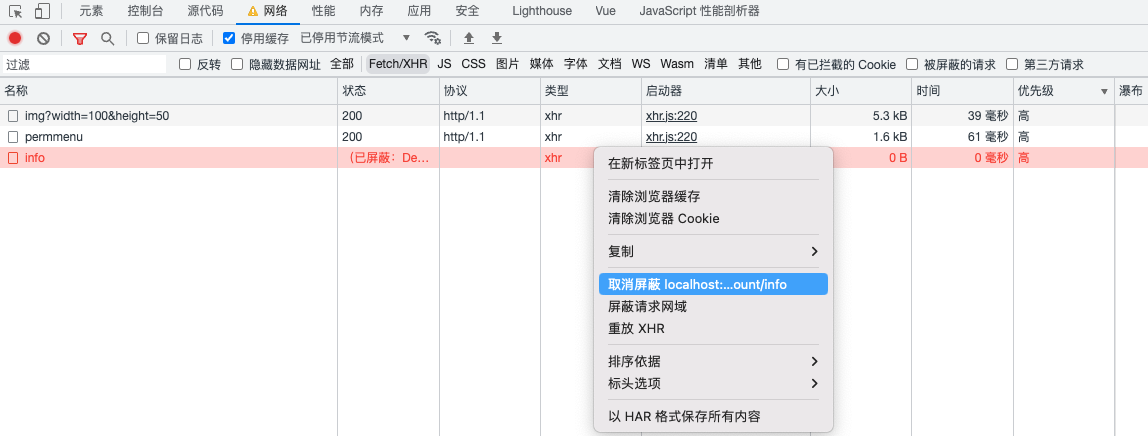 元素 控制台 源代码 网络 性能 内存 应用 安全 Lighthouse Vue JavaScript 性能剖析器
保留日志 停用缓存 已停用节流模式
过滤 反转 隐藏数据网址 全部 Fetch/XHR JS CSS 图片 媒体 字体 文档 WS Wasm 清单 其他 有已拦截的 Cookie 被屏蔽的请求 第三方请求
名称 状态 协议 类型 启动器 大小 时间 优先级 瀑布
img?width=100&height=50 200 http/1.1 xhr xhr.js:220 5.3 kB 39 毫秒 高
permmenu 200 http/1.1 xhr xhr.js:220 1.6 kB 61 毫秒 高
info （已屏蔽：De… xhr 0 B 0 毫秒 高
在新标签页中打开
清除浏览器缓存
清除浏览器 Cookie
复制
取消屏蔽 localhost:...ount/info
屏蔽请求网域
重放 XHR
排序依据
标头选项
以 HAR 格式保存所有内容